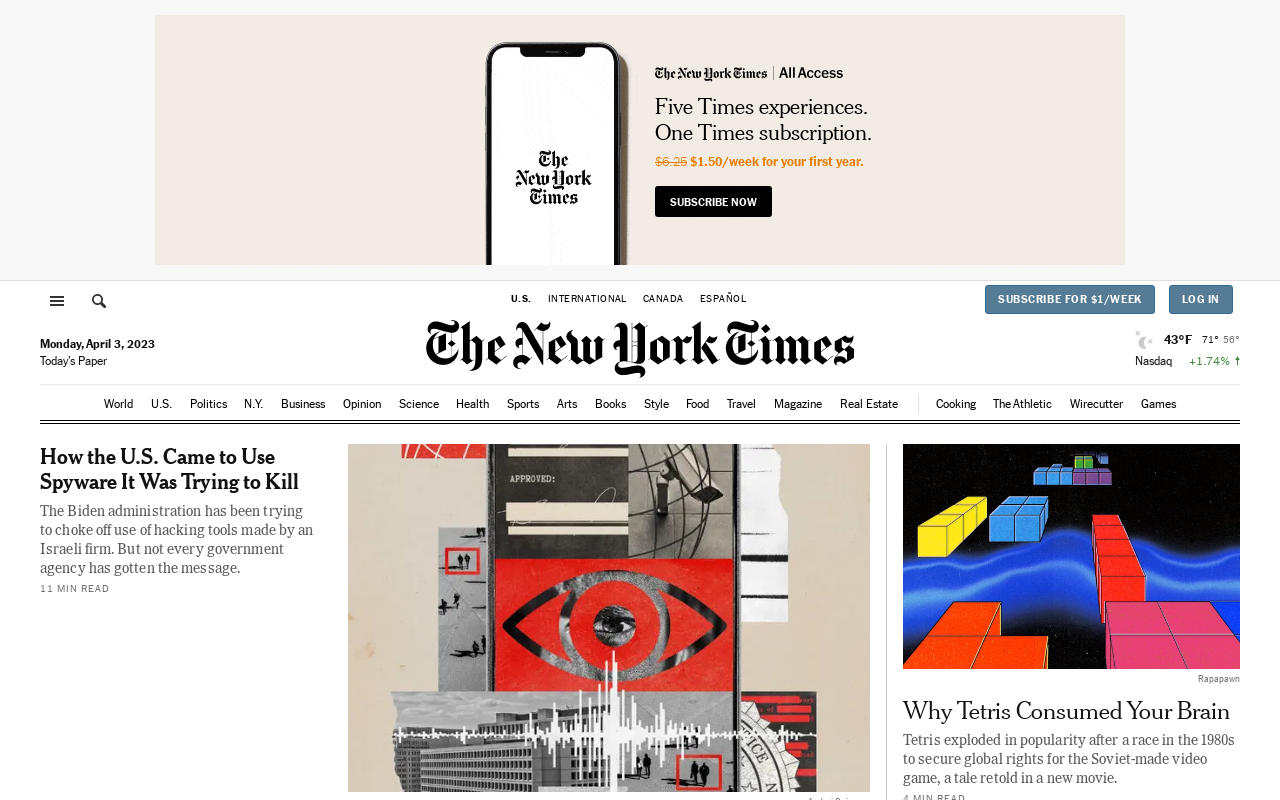 The New York Times | All Access
Five Times experiences.
One Times subscription.
$6.25 $1.50/week for your first year.
SUBSCRIBE NOW
The
New York
Times
U.S. INTERNATIONAL CANADA ESPAÑOL
SUBSCRIBE FOR $1/WEEK LOG IN
The New York Times
Monday, April 3, 2023
Today's Paper
43°F 71° 56°
Nasdaq +1.74% ↑
World U.S. Politics N.Y. Business Opinion Science Health Sports Arts Books Style Food Travel Magazine Real Estate Cooking The Athletic Wirecutter Games
How the U.S. Came to Use
Spyware It Was Trying to Kill
The Biden administration has been trying
to choke off use of hacking tools made by an
Israeli firm. But not every government
agency has gotten the message.
11 MIN READ
APPROVED:
Rapapawn
Why Tetris Consumed Your Brain
Tetris exploded in popularity after a race in the 1980s
to secure global rights for the Soviet-made video
game, a tale retold in a new movie.
4 MIN READ